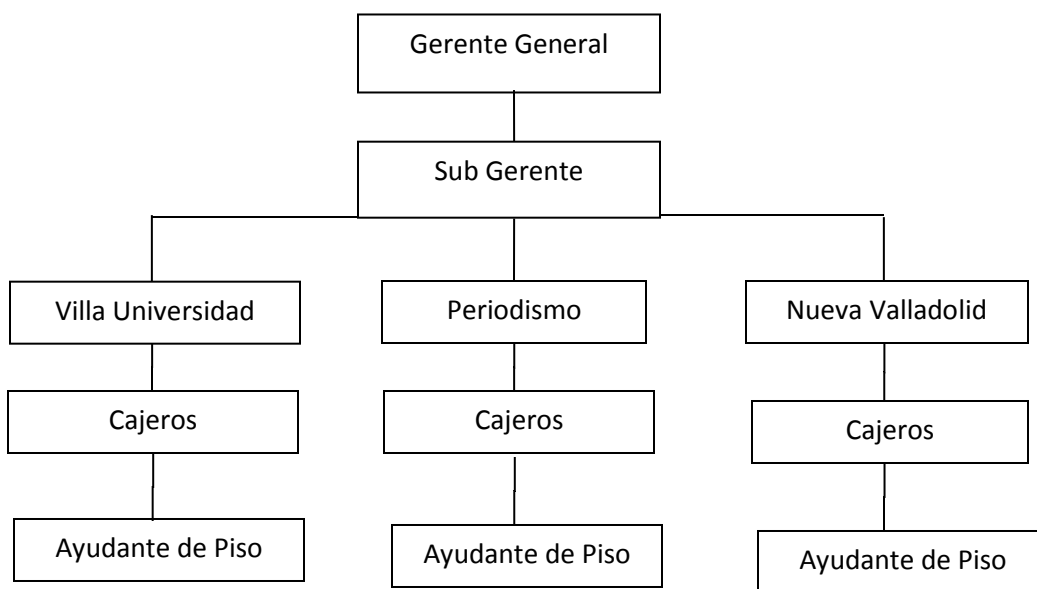 Gerente General
Sub Gerente
Villa Universidad
Periodismo
Nueva Valladolid
Cajeros
Cajeros
Cajeros
Ayudante de Piso
Ayudante de Piso
Ayudante de Piso